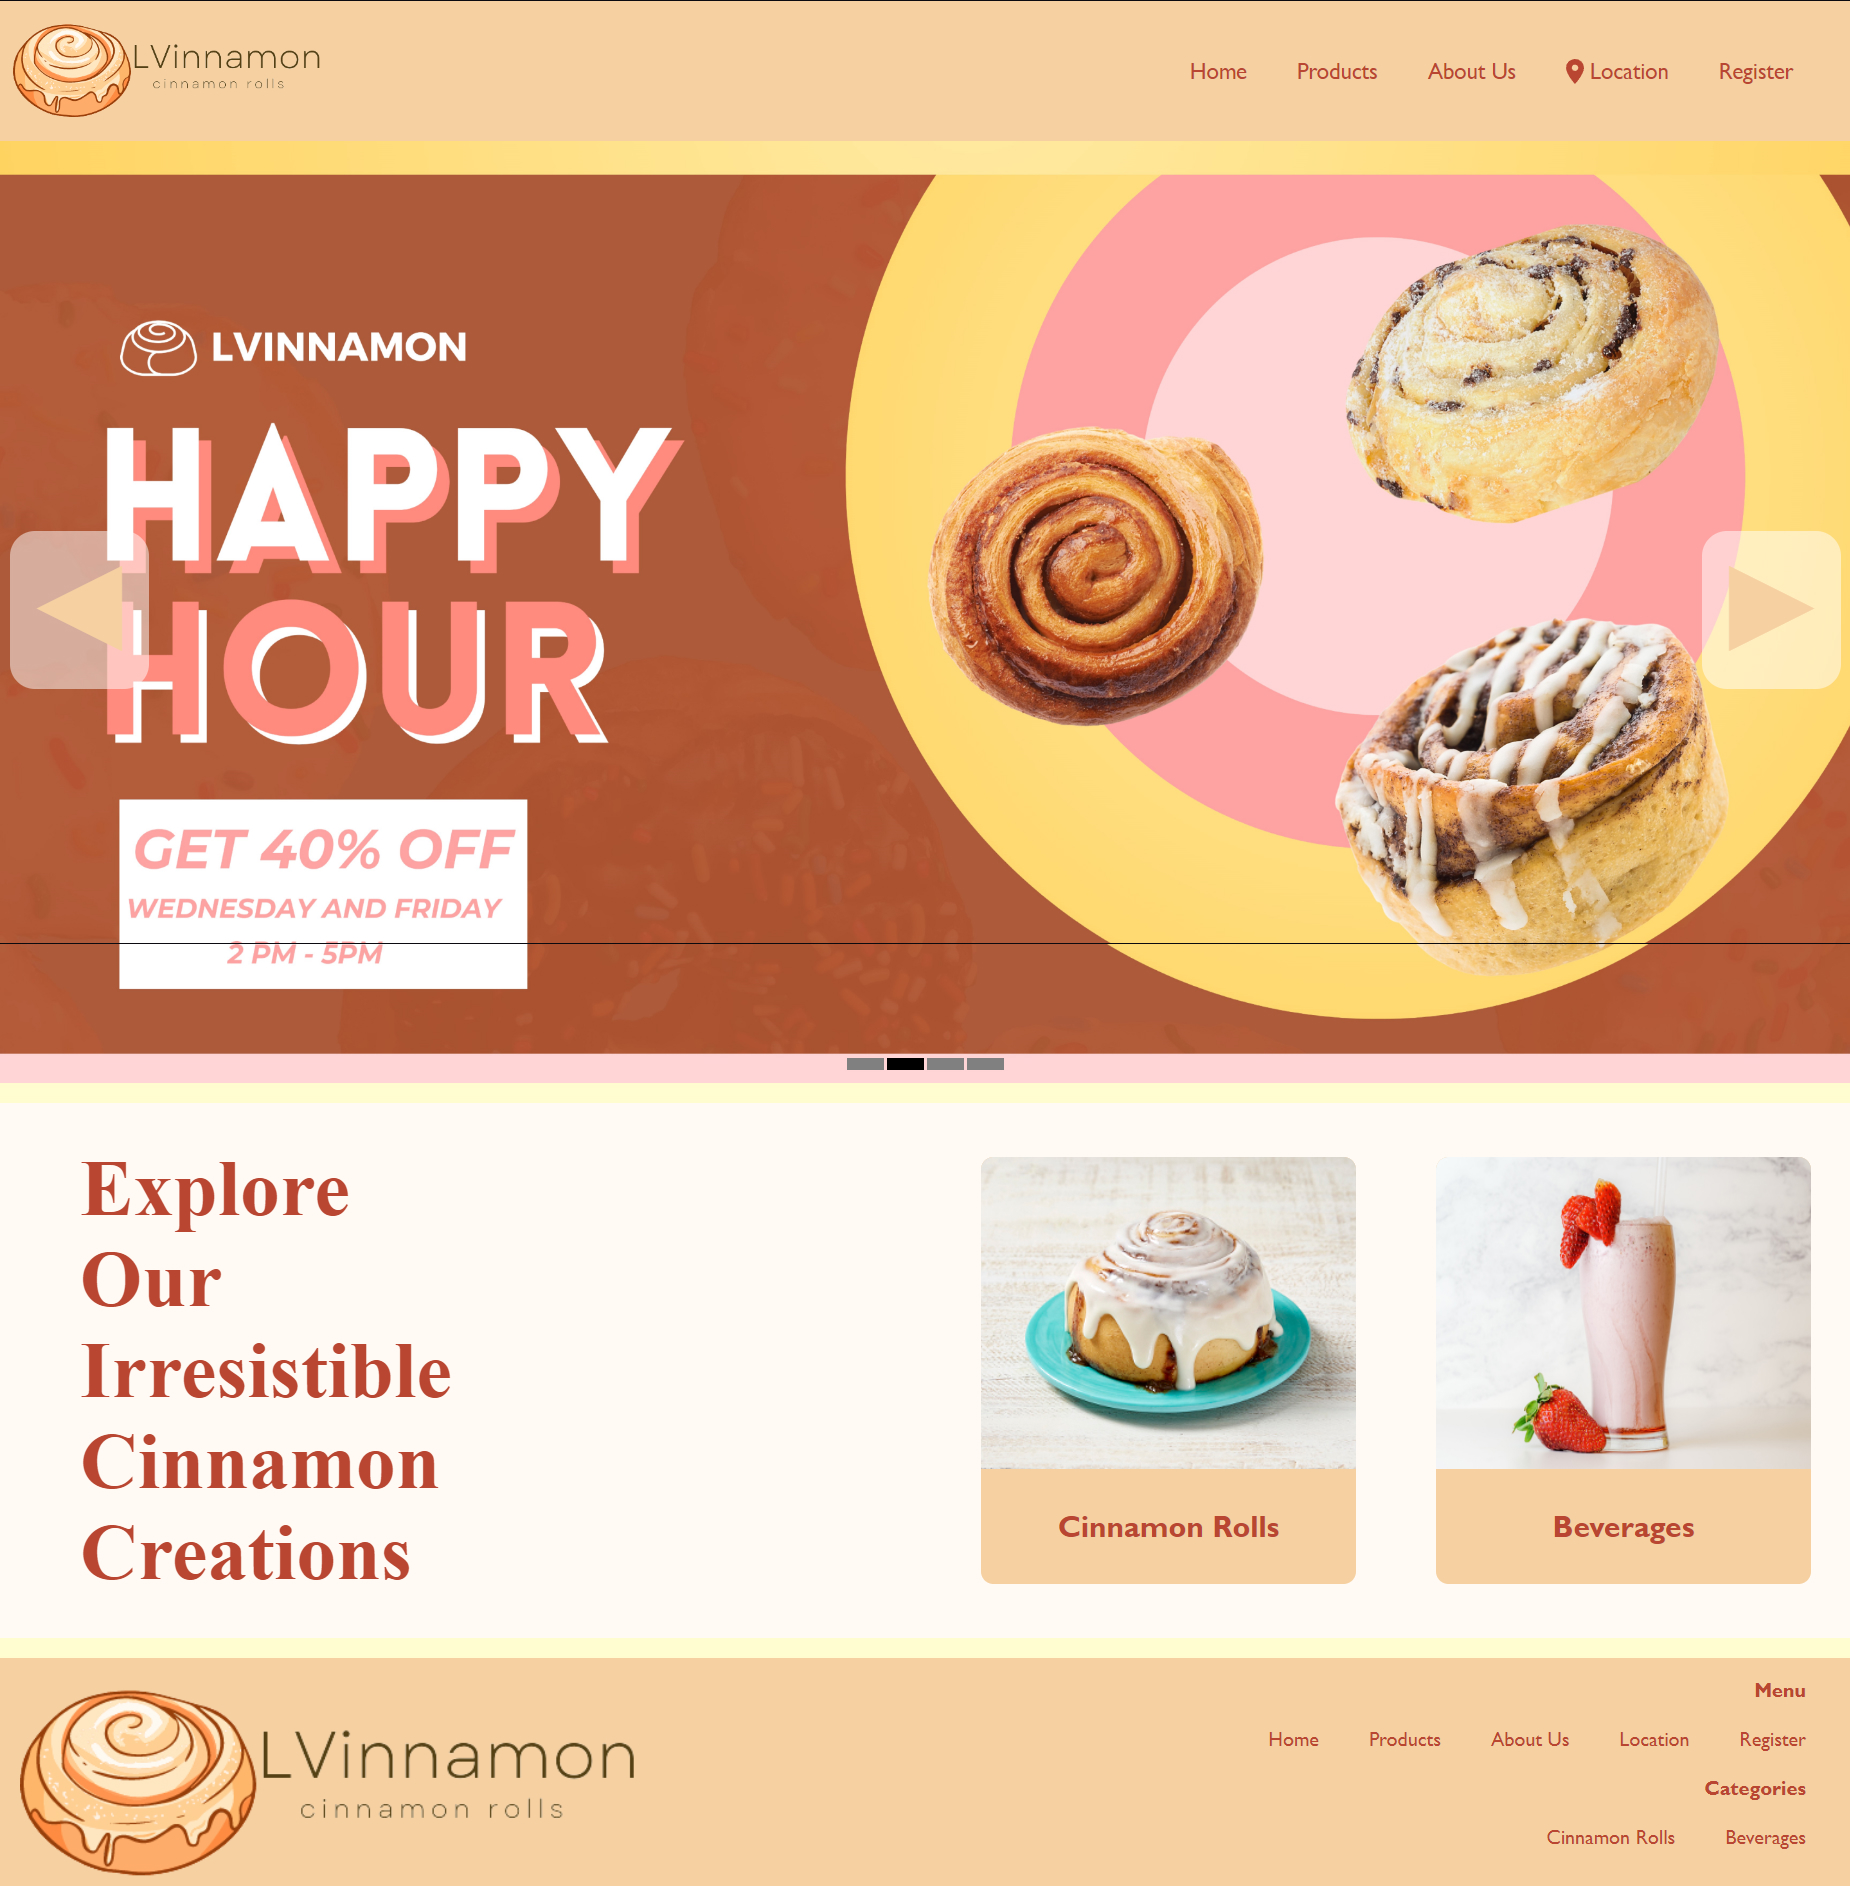 LVinnamon
cinnamon rolls
Home Products About Us Location Register
LVINNAMON
HAPPY
HOUR
GET 40% OFF
WEDNESDAY AND FRIDAY
2 PM - 5PM
Explore
Our
Irresistible
Cinnamon
Creations
Cinnamon Rolls
Beverages
LVinnamon
cinnamon rolls
Menu
Home Products About Us Location Register
Categories
Cinnamon Rolls Beverages